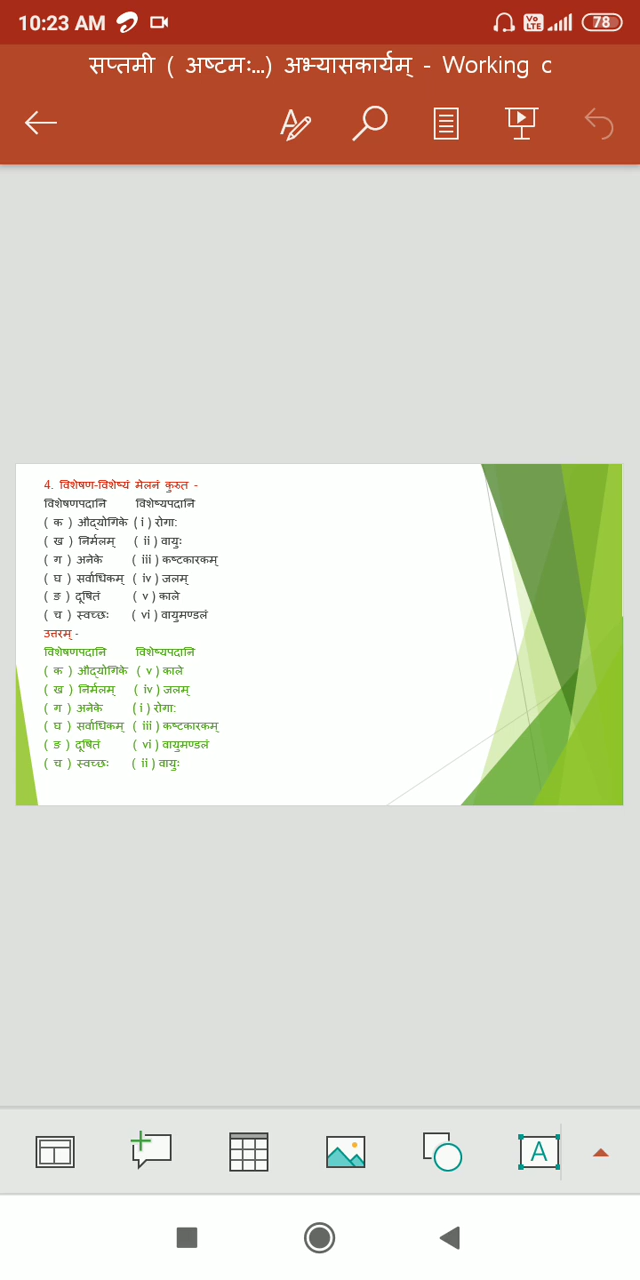 10:23 AM
Vo LTE
78
सप्तमी ( अष्टमः...) अभ्यासकार्यम् - Working c
4. विशेषण-विशेष्यं मेलनं कुरुत -
विशेषणपदानि विशेष्यपदानि
( क ) औद्योगिके ( i ) रोगा:
( ख ) निर्मलम् ( ii ) वायुः
( ग ) अनेके ( iii ) कष्टकारकम्
( घ ) सर्वाधिकम् ( iv ) जलम्
( ङ ) दूषितं ( v ) काले
( च ) स्वच्छः ( vi ) वायुमण्डलं
उत्तरम् -
विशेषणपदानि विशेष्यपदानि
( क ) औद्योगिके ( v ) काले
( ख ) निर्मलम् ( iv ) जलम्
( ग ) अनेके ( i ) रोगा:
( घ ) सर्वाधिकम् ( iii ) कष्टकारकम्
( ङ ) दूषितं ( vi ) वायुमण्डलं
( च ) स्वच्छः ( ii ) वायुः